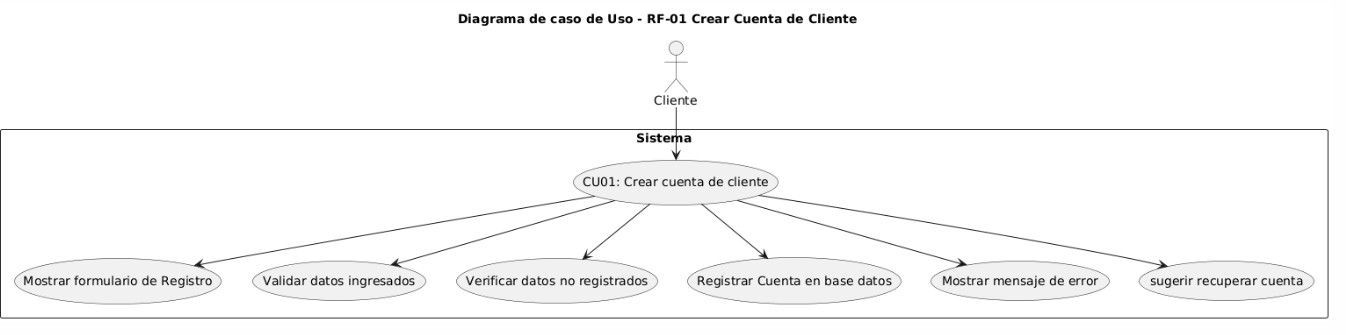 Diagrama de caso de Uso - RF-01 Crear Cuenta de Cliente
Cliente
Sistema
CU01: Crear cuenta de cliente
Mostrar formulario de Registro
Validar datos ingresados
Verificar datos no registrados
Registrar Cuenta en base datos
Mostrar mensaje de error
sugerir recuperar cuenta